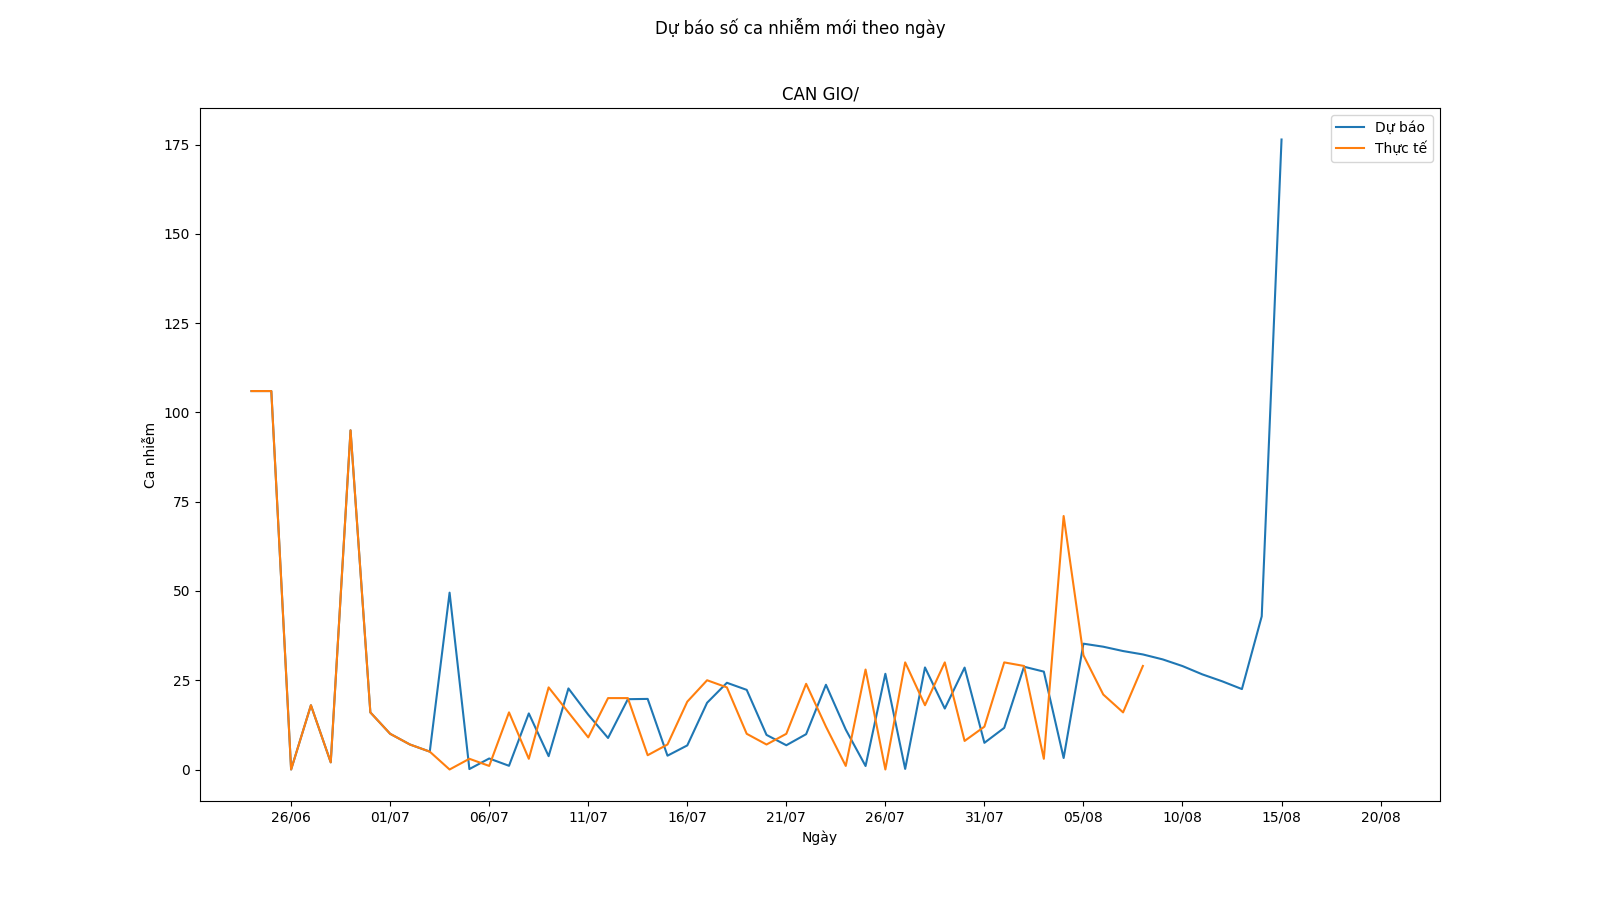 Dự báo số ca nhiễm mới theo ngày
CAN GIO/
Dự báo
Thực tế
175
150
125
100
75
50
25
0
Ca nhiễm
26/06 01/07 06/07 11/07 16/07 21/07 26/07 31/07 05/08 10/08 15/08 20/08
Ngày